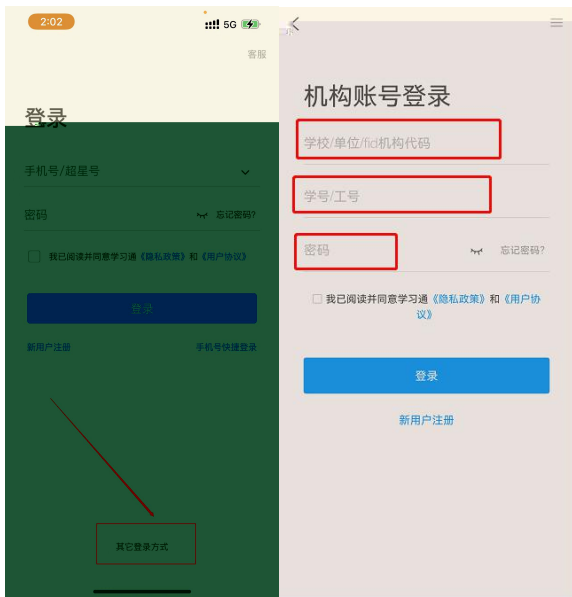 2:02
5G
客服
登录
手机号/超星号
密码
忘记密码?
我已阅读并同意学习通《隐私政策》和《用户协议》
登录
新用户注册
手机号快捷登录
其它登录方式
机构账号登录
学校/单位/fid机构代码
学号/工号
密码
忘记密码?
我已阅读并同意学习通《隐私政策》和《用户协
议》
登录
新用户注册